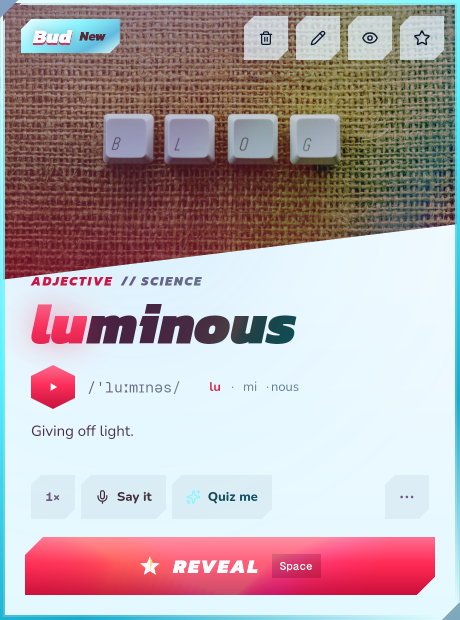 Bud New
B L O G
ADJECTIVE // SCIENCE
luminous
/ˈluːmɪnəs/ lu · mi · nous
Giving off light.
1× Say it Quiz me ...
REVEAL Space